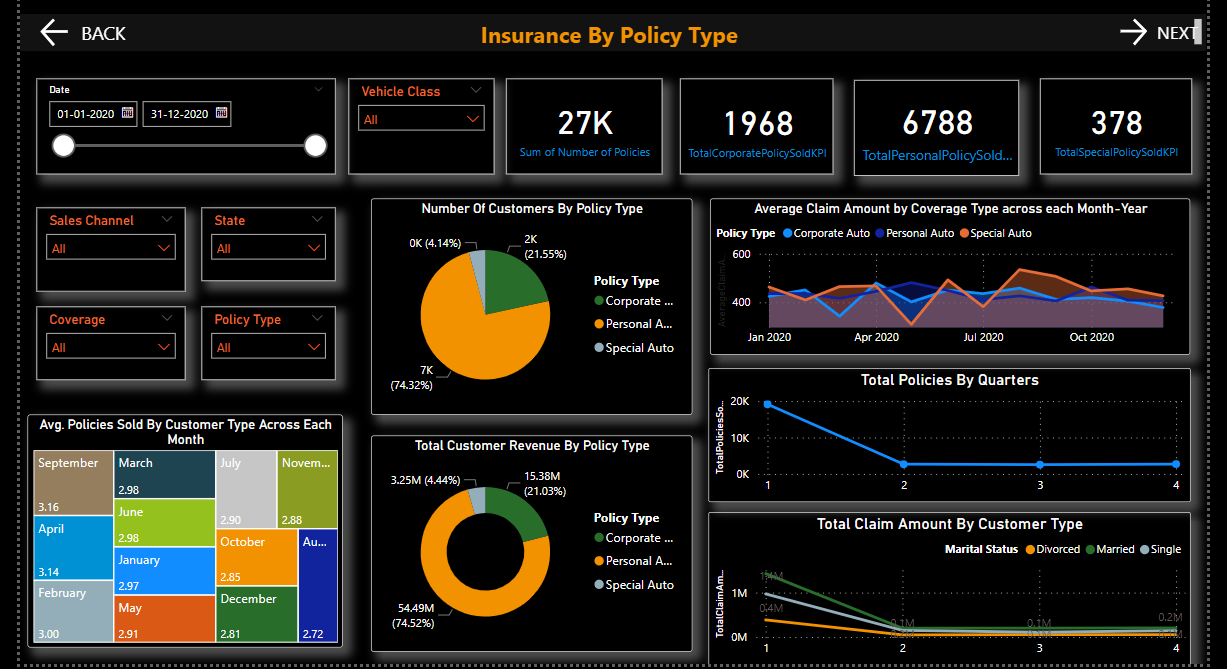 BACK
Insurance By Policy Type
NEXT
Date
01-01-2020
31-12-2020
Vehicle Class
All
27K
Sum of Number of Policies
1968
TotalCorporatePolicySoldKPI
6788
TotalPersonalPolicySold...
378
TotalSpecialPolicySoldKPI
Sales Channel
All
State
All
Coverage
All
Policy Type
All
Number Of Customers By Policy Type
0K (4.14%)
2K
(21.55%)
7K
(74.32%)
Policy Type
Corporate ...
Personal A...
Special Auto
Average Claim Amount by Coverage Type across each Month-Year
Policy Type
Corporate Auto
Personal Auto
Special Auto
AverageClaimA...
600
400
Jan 2020
Apr 2020
Jul 2020
Oct 2020
Total Policies By Quarters
TotalPoliciesSo...
20K
10K
0K
1
2
3
4
Avg. Policies Sold By Customer Type Across Each
Month
September
3.16
April
3.14
February
3.00
March
2.98
June
2.98
January
2.97
May
2.91
July
2.90
Novem...
2.88
October
2.85
December
2.81
Au...
2.72
Total Customer Revenue By Policy Type
3.25M (4.44%)
15.38M
(21.03%)
54.49M
(74.52%)
Policy Type
Corporate ...
Personal A...
Special Auto
Total Claim Amount By Customer Type
Marital Status
Divorced
Married
Single
TotalClaimAm...
1M
0M
1.4M
0.4M
0.1M
0.1M
0.2M
1
2
3
4